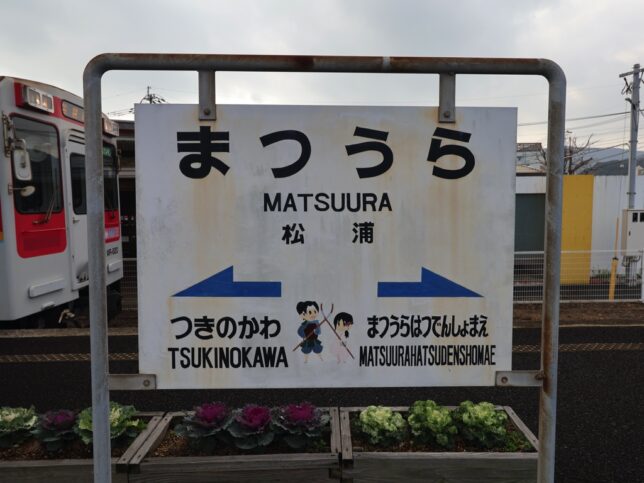 まつうら
MATSUURA
松 浦
つきのかわ
TSUKINOKAWA
まつうらはつでんしょまえ
MATSUURAHATSUDENSHOMAE